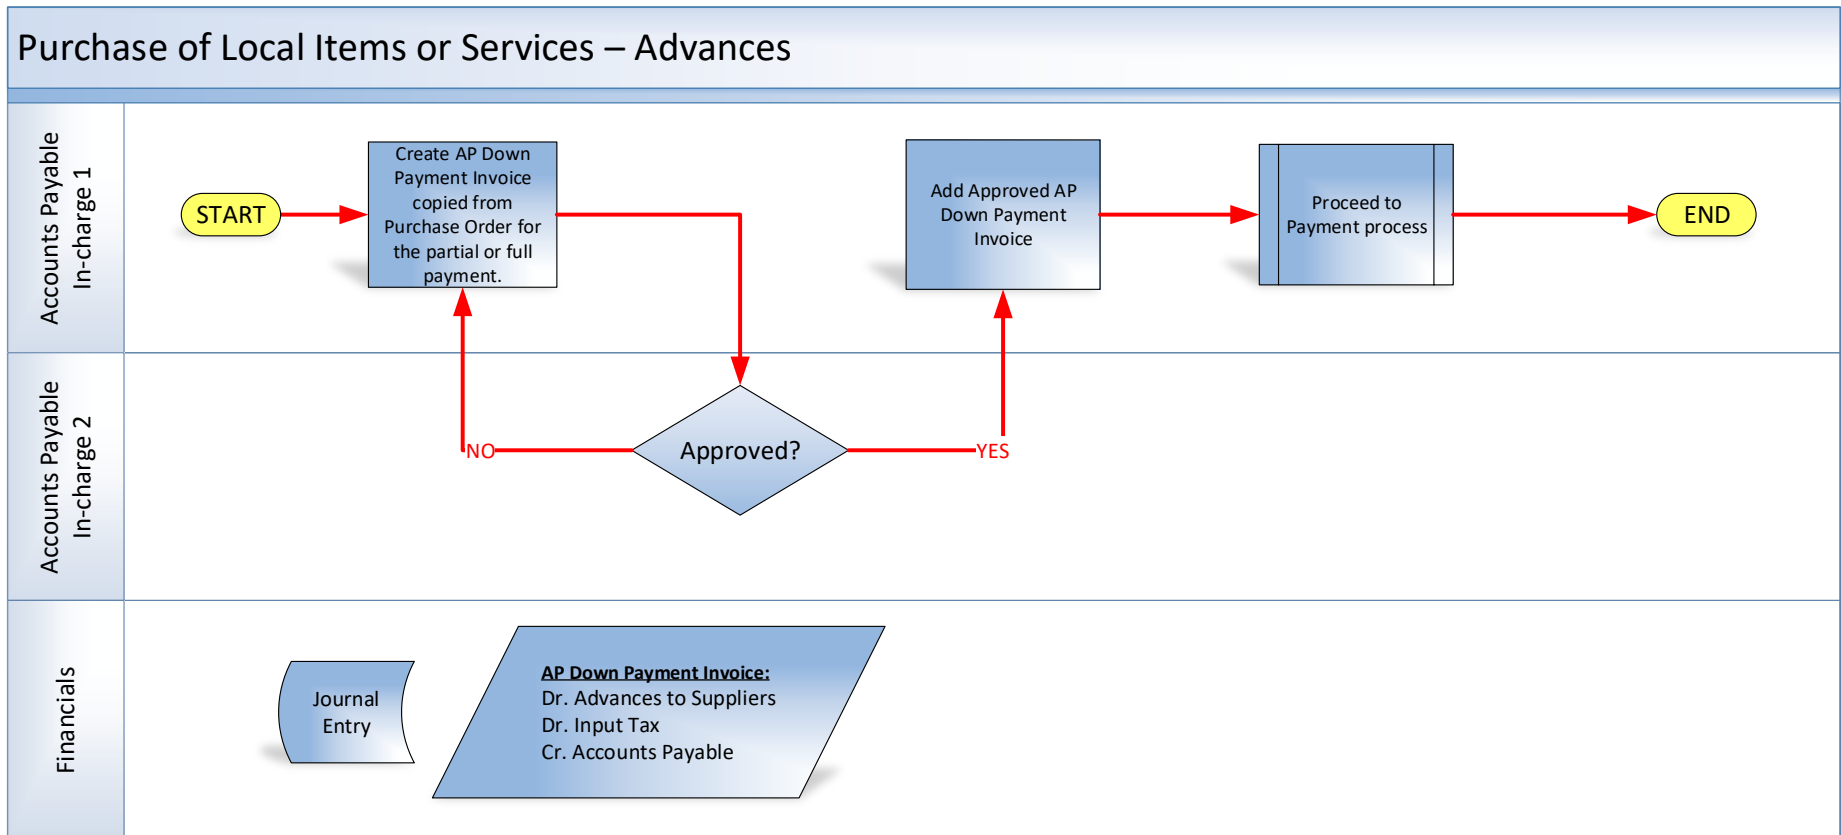 Purchase of Local Items or Services – Advances
Accounts Payable
In-charge 1
START
Create AP Down
Payment Invoice
copied from
Purchase Order for
the partial or full
payment.
Add Approved AP
Down Payment
Invoice
Proceed to
Payment process
END
Accounts Payable
In-charge 2
NO
Approved?
YES
Financials
Journal
Entry
AP Down Payment Invoice:
Dr. Advances to Suppliers
Dr. Input Tax
Cr. Accounts Payable